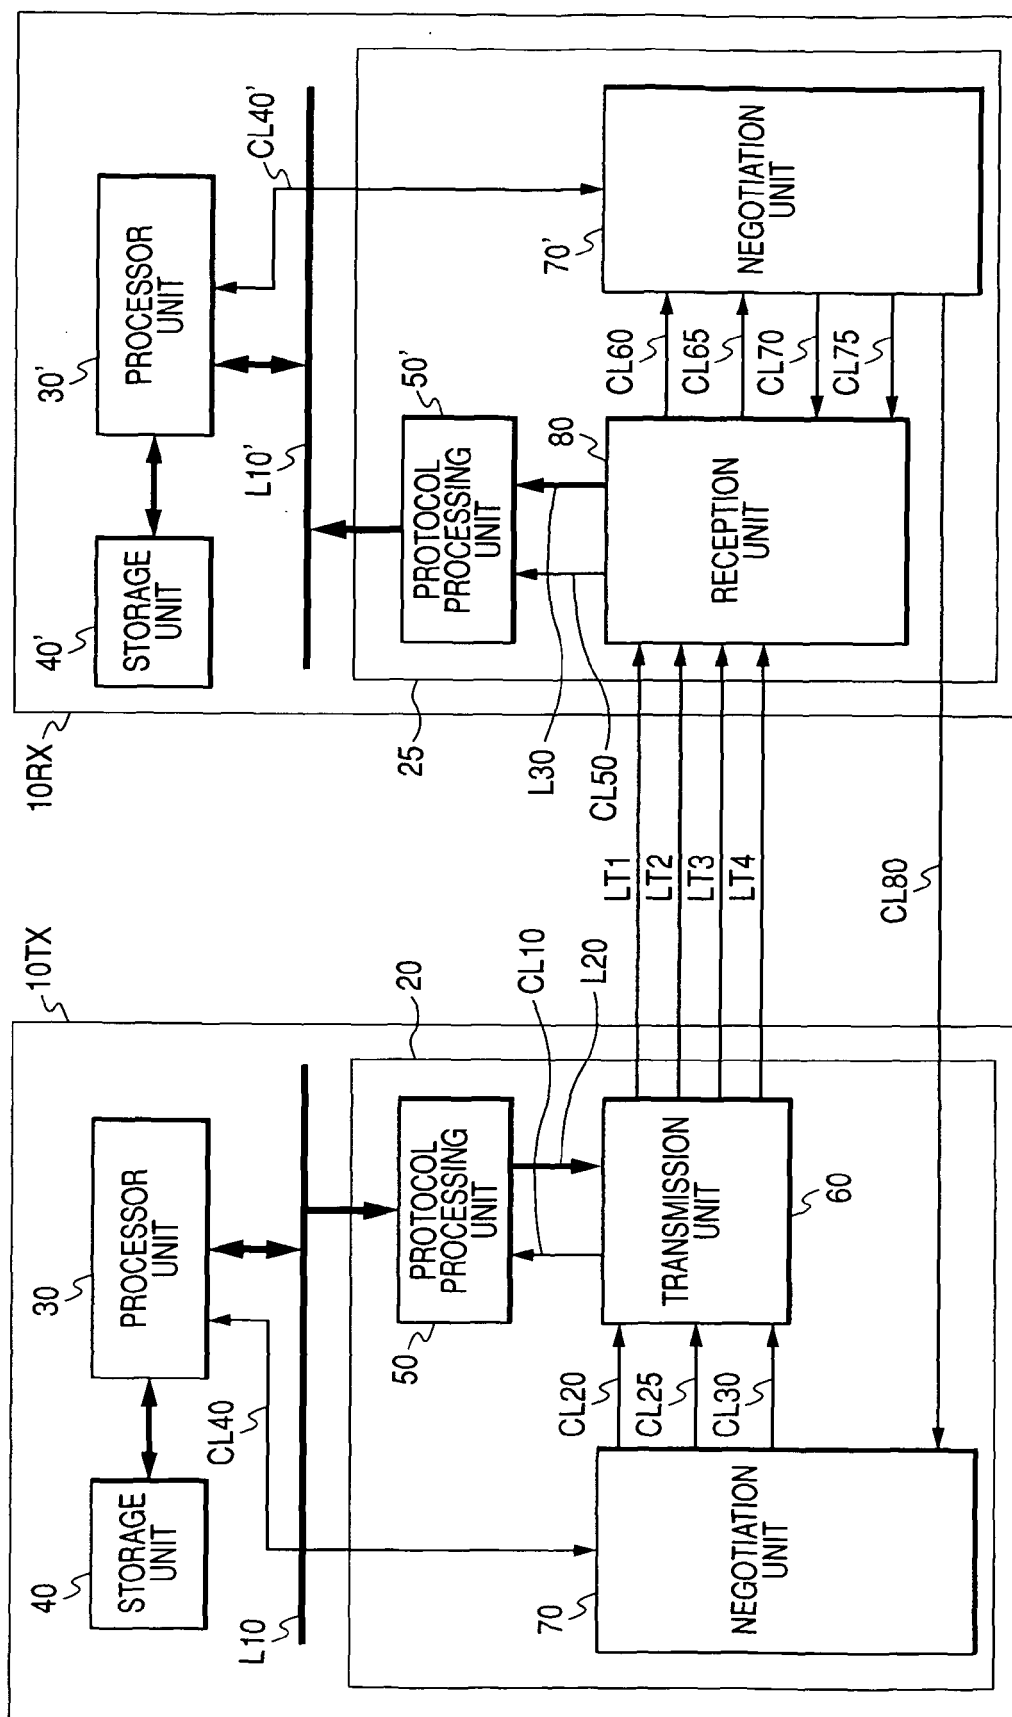 10TX
40
STORAGE
UNIT
30
PROCESSOR
UNIT
CL40
L10
20
50
PROTOCOL
PROCESSING
UNIT
CL10
L20
70
NEGOTIATION
UNIT
CL20
CL25
CL30
TRANSMISSION
UNIT
60
LT1
LT2
LT3
LT4
CL80
10RX
40'
STORAGE
UNIT
30'
PROCESSOR
UNIT
CL40'
L10'
25
PROTOCOL
PROCESSING
UNIT
50'
L30
CL50
80
RECEPTION
UNIT
CL60
CL65
CL70
CL75
70'
NEGOTIATION
UNIT